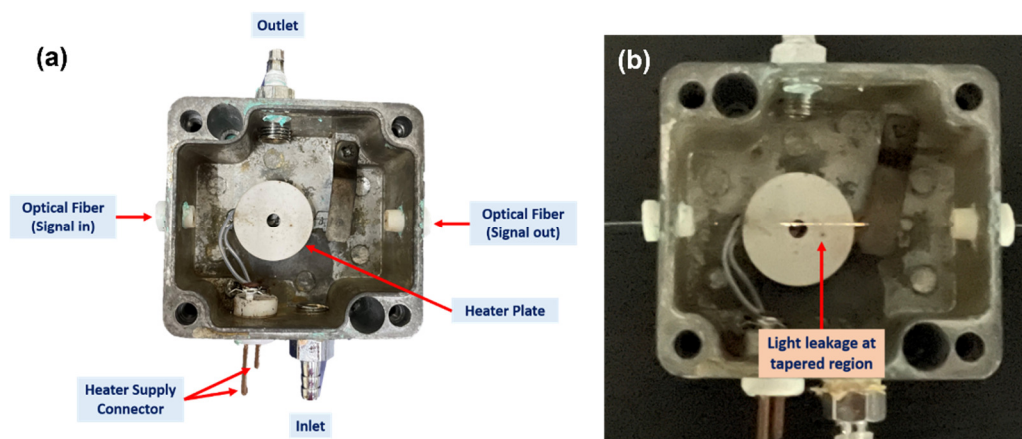 (a)
Outlet
Optical Fiber
(Signal in)
Optical Fiber
(Signal out)
Heater Plate
Heater Supply
Connector
Inlet
(b)
Light leakage at
tapered region